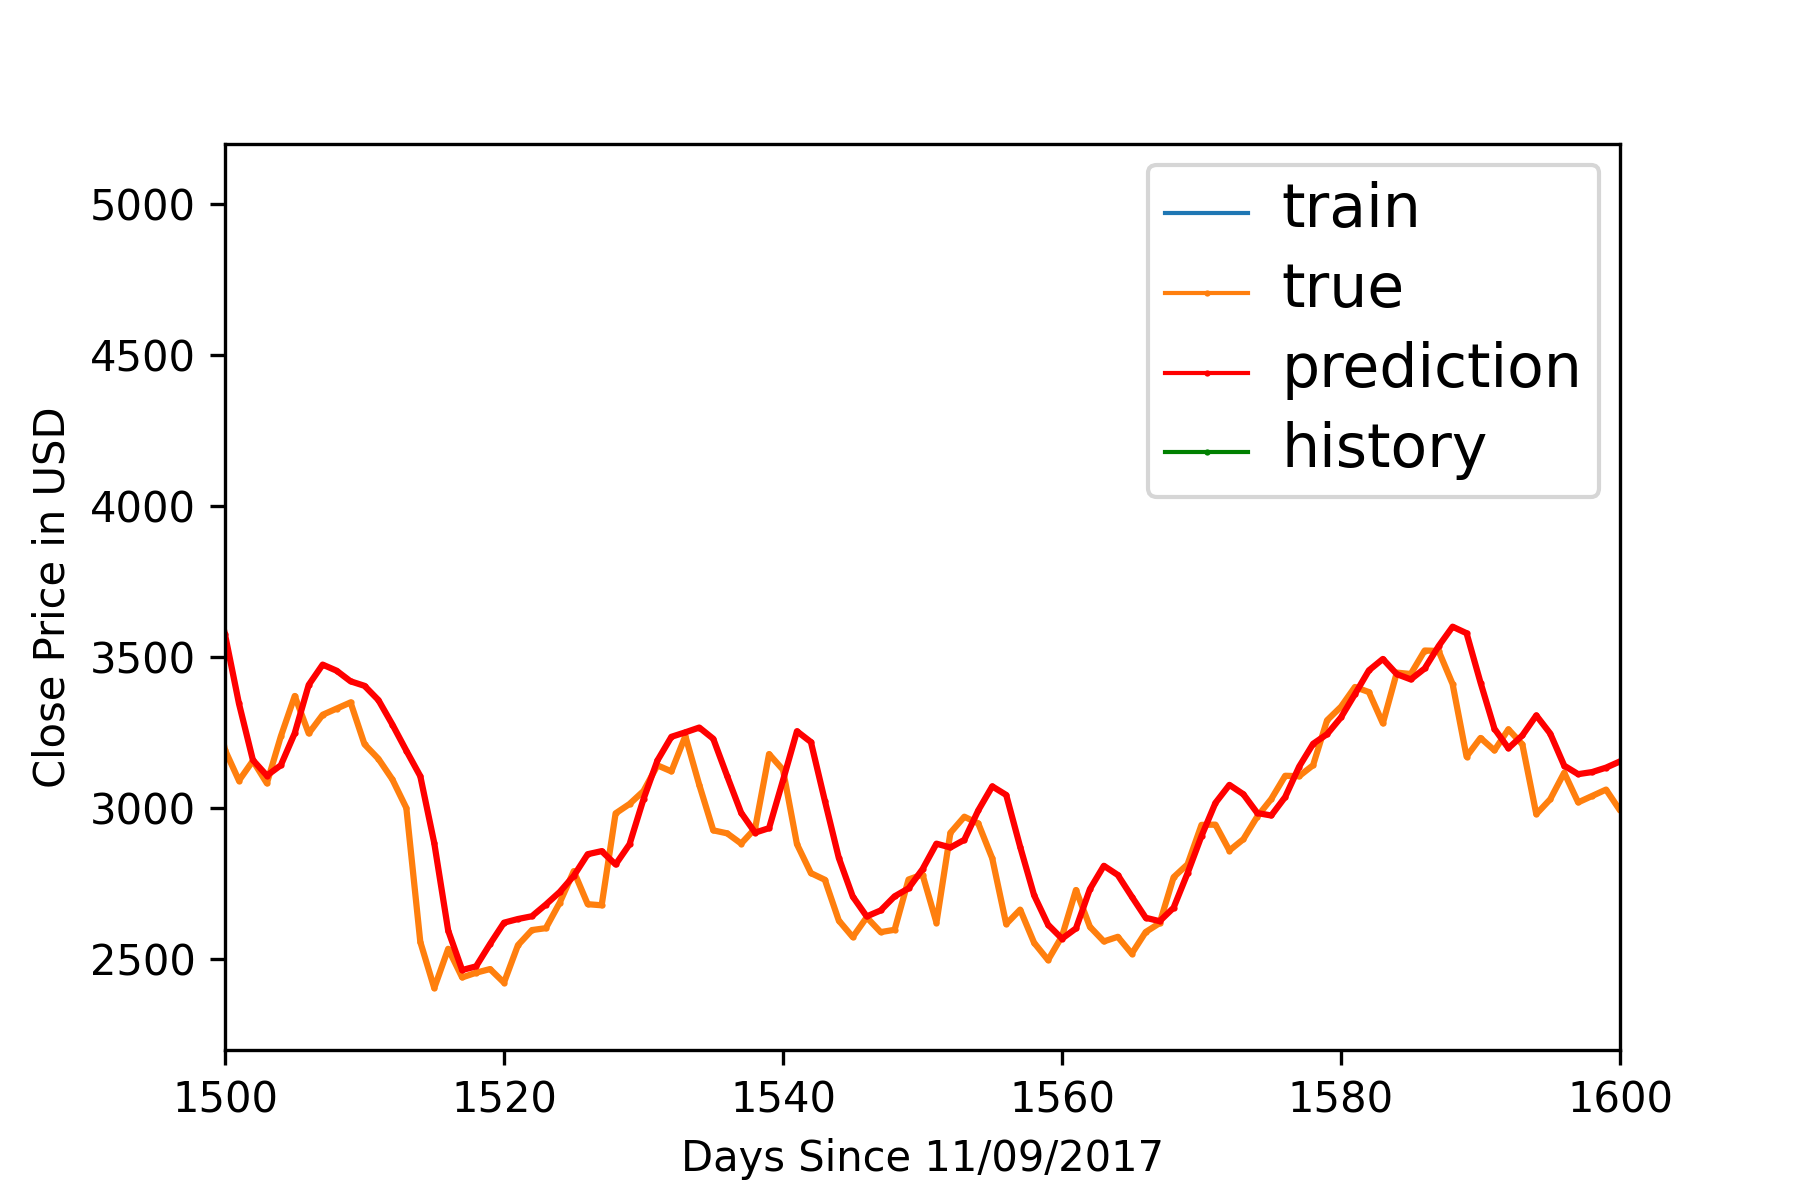 train
true
prediction
history
5000
4500
4000
3500
3000
2500
Close Price in USD
1500 1520 1540 1560 1580 1600
Days Since 11/09/2017